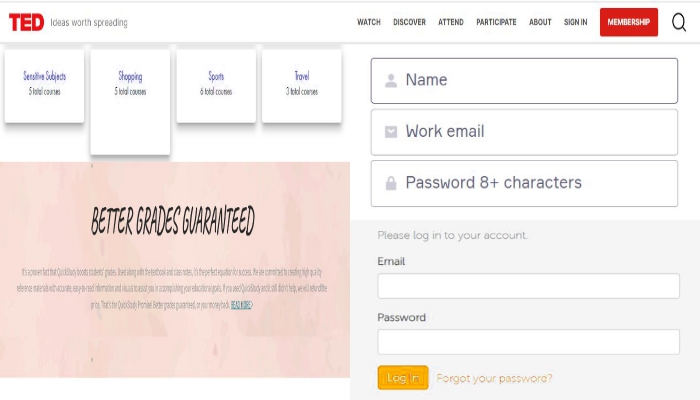 TED Ideas worth spreading
WATCH DISCOVER ATTEND PARTICIPATE ABOUT SIGN IN MEMBERSHIP
Sensitive Subjects
5 total courses
Shopping
5 total courses
Sports
6 total courses
Travel
3 total courses
BETTER GRADES GUARANTEED
It's a proven fact that QuickStudy boosts students' grades. Used along with the textbook and class notes, it's the perfect equation for success. We are committed to creating high quality
reference materials with accurate, easy-to-read information and visuals to assist you in accomplishing your educational goals. If you used QuickStudy and it still didn't help, we will refund the
price. That's the QuickStudy Promise! Better grades guaranteed, or your money back. READ MORE>
Name
Work email
Password 8+ characters
Please log in to your account.
Email
Password
Log in Forgot your password?